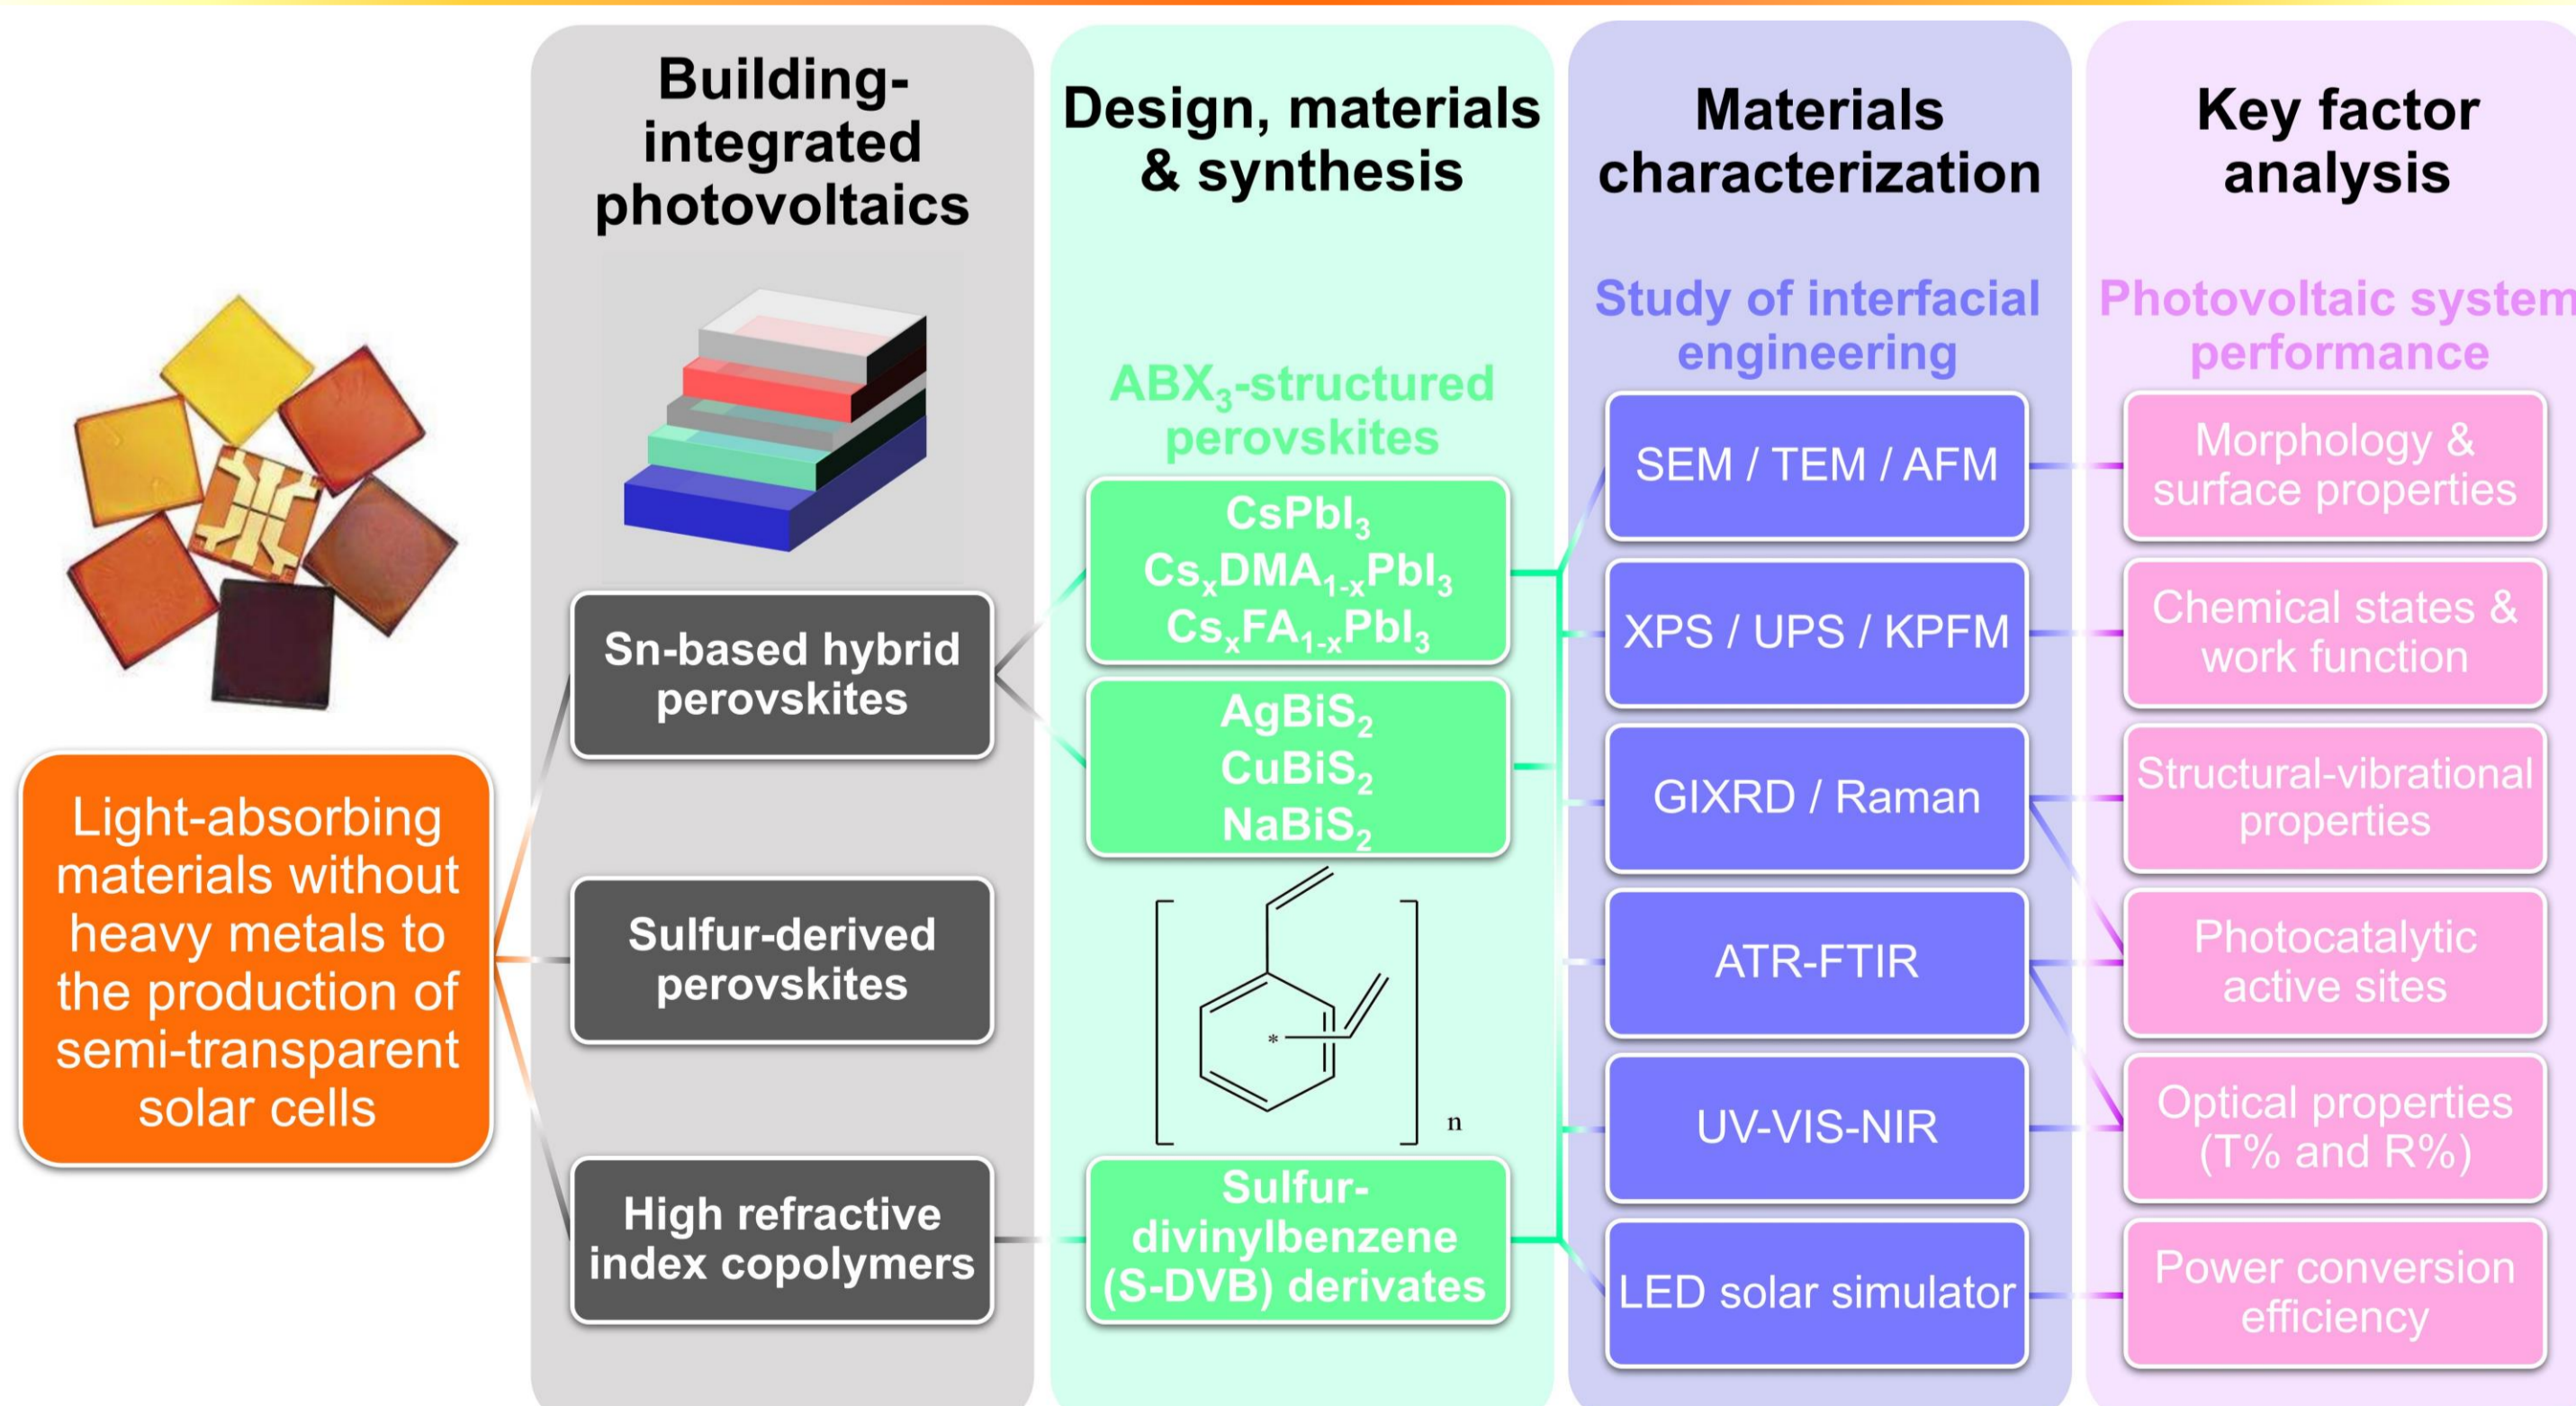 Building-
integrated
photovoltaics
Design, materials
& synthesis
Materials
characterization
Key factor
analysis
Light-absorbing
materials without
heavy metals to
the production of
semi-transparent
solar cells
Sn-based hybrid
perovskites
Sulfur-derived
perovskites
High refractive
index copolymers
ABX₃-structured
perovskites
CsPbI₃
CsₓDMA₁₋ₓPbI₃
CsₓFA₁₋ₓPbI₃
AgBiS₂
CuBiS₂
NaBiS₂
*
n
Sulfur-
divinylbenzene
(S-DVB) derivates
Study of interfacial
engineering
SEM / TEM / AFM
XPS / UPS / KPFM
GIXRD / Raman
ATR-FTIR
UV-VIS-NIR
LED solar simulator
Photovoltaic system
performance
Morphology &
surface properties
Chemical states &
work function
Structural-vibrational
properties
Photocatalytic
active sites
Optical properties
(T% and R%)
Power conversion
efficiency